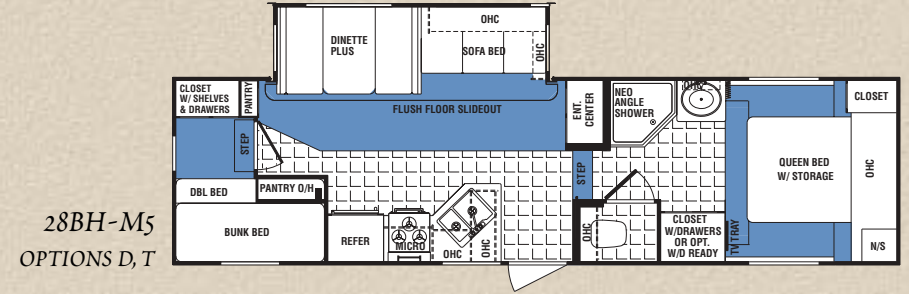 OHC
DINETTE
PLUS
SOFA BED
OHC
CLOSET
W/ SHELVES
& DRAWERS
PANTRY
FLUSH FLOOR SLIDEOUT
ENT.
CENTER
NEO
ANGLE
SHOWER
OHC
CLOSET
STEP
STEP
QUEEN BED
W/ STORAGE
OHC
DBL BED
PANTRY O/H
BUNK BED
REFER
MICRO
OHC
OHC
OHC
CLOSET
W/DRAWERS
OR OPT.
W/D READY
TV TRAY
N/S
28BH-M5
OPTIONS D, T